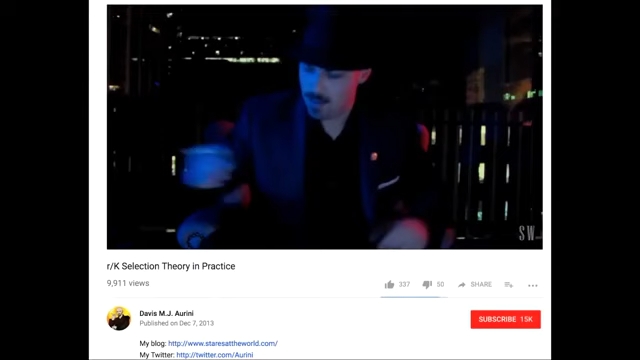 SW
r/K Selection Theory in Practice
9,911 views
337 50 SHARE
Davis M.J. Aurini
Published on Dec 7, 2013
SUBSCRIBE 15K
My blog: http://www.staresattheworld.com/
My Twitter: http://twitter.com/Aurini